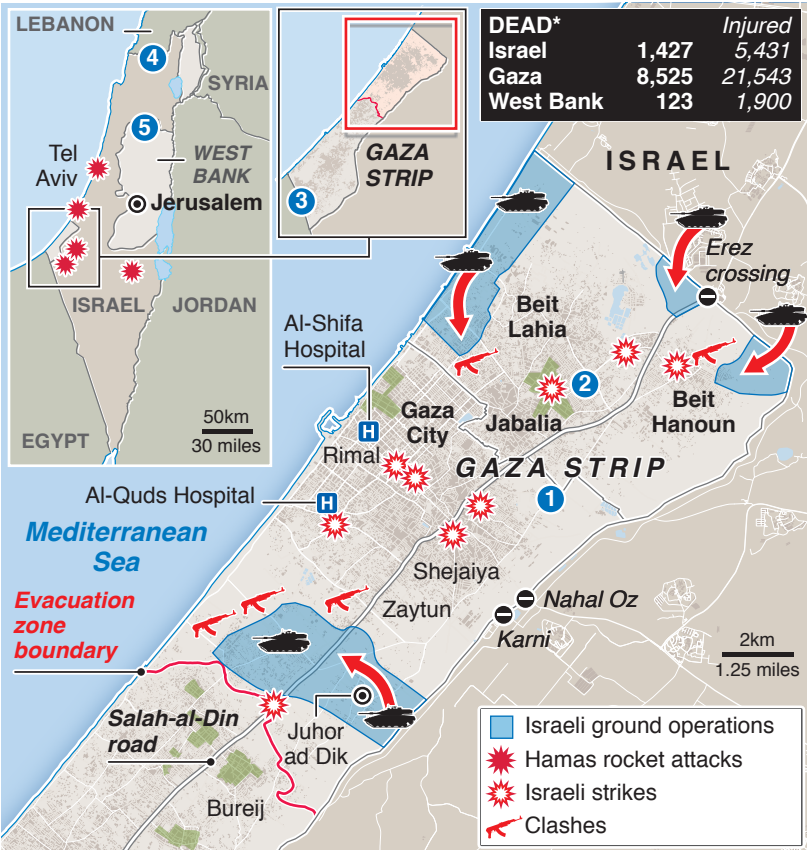 LEBANON
4
SYRIA
5
Tel
Aviv
WEST
BANK
Jerusalem
ISRAEL
JORDAN
EGYPT
50km
30 miles
GAZA
STRIP
3
DEAD* Injured
Israel 1,427 5,431
Gaza 8,525 21,543
West Bank 123 1,900
ISRAEL
Erez
crossing
Beit
Lahia
Al-Shifa
Hospital
2
H
Gaza
City
Jabalia
Beit
Hanoun
Rimal
GAZA STRIP
Al-Quds Hospital
H
1
Mediterranean
Sea
Shejaiya
Evacuation
zone
boundary
Zaytun
Nahal Oz
Karni
2km
1.25 miles
Salah-al-Din
road
Juhor
ad Dik
Bureij
Israeli ground operations
Hamas rocket attacks
Israeli strikes
Clashes